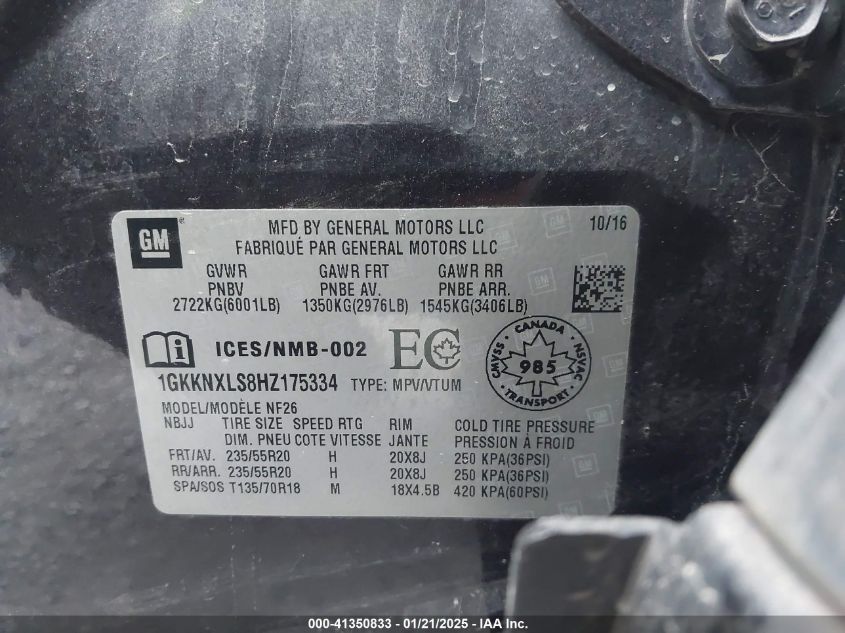 GM
MFD BY GENERAL MOTORS LLC 10/16
FABRIQUÉ PAR GENERAL MOTORS LLC
GVWR GAWR FRT GAWR RR
PNBV PNBE AV. PNBE ARR.
2722KG(6001LB) 1350KG(2976LB) 1545KG(3406LB)
ICES/NMB-002 EC
CANADA
CMVSS 985 NSVAC
TRANSPORT
1GKKNXLS8HZ175334 TYPE: MPV/VTUM
MODEL/MODÈLE NF26
NBJJ TIRE SIZE SPEED RTG RIM COLD TIRE PRESSURE
DIM. PNEU COTE VITESSE JANTE PRESSION À FROID
FRT/AV. 235/55R20 H 20X8J 250 KPA(36PSI)
RR/ARR. 235/55R20 H 20X8J 250 KPA(36PSI)
SPA/SOS T135/70R18 M 18X4.5B 420 KPA(60PSI)
000-41350833 - 01/21/2025 - IAA Inc.